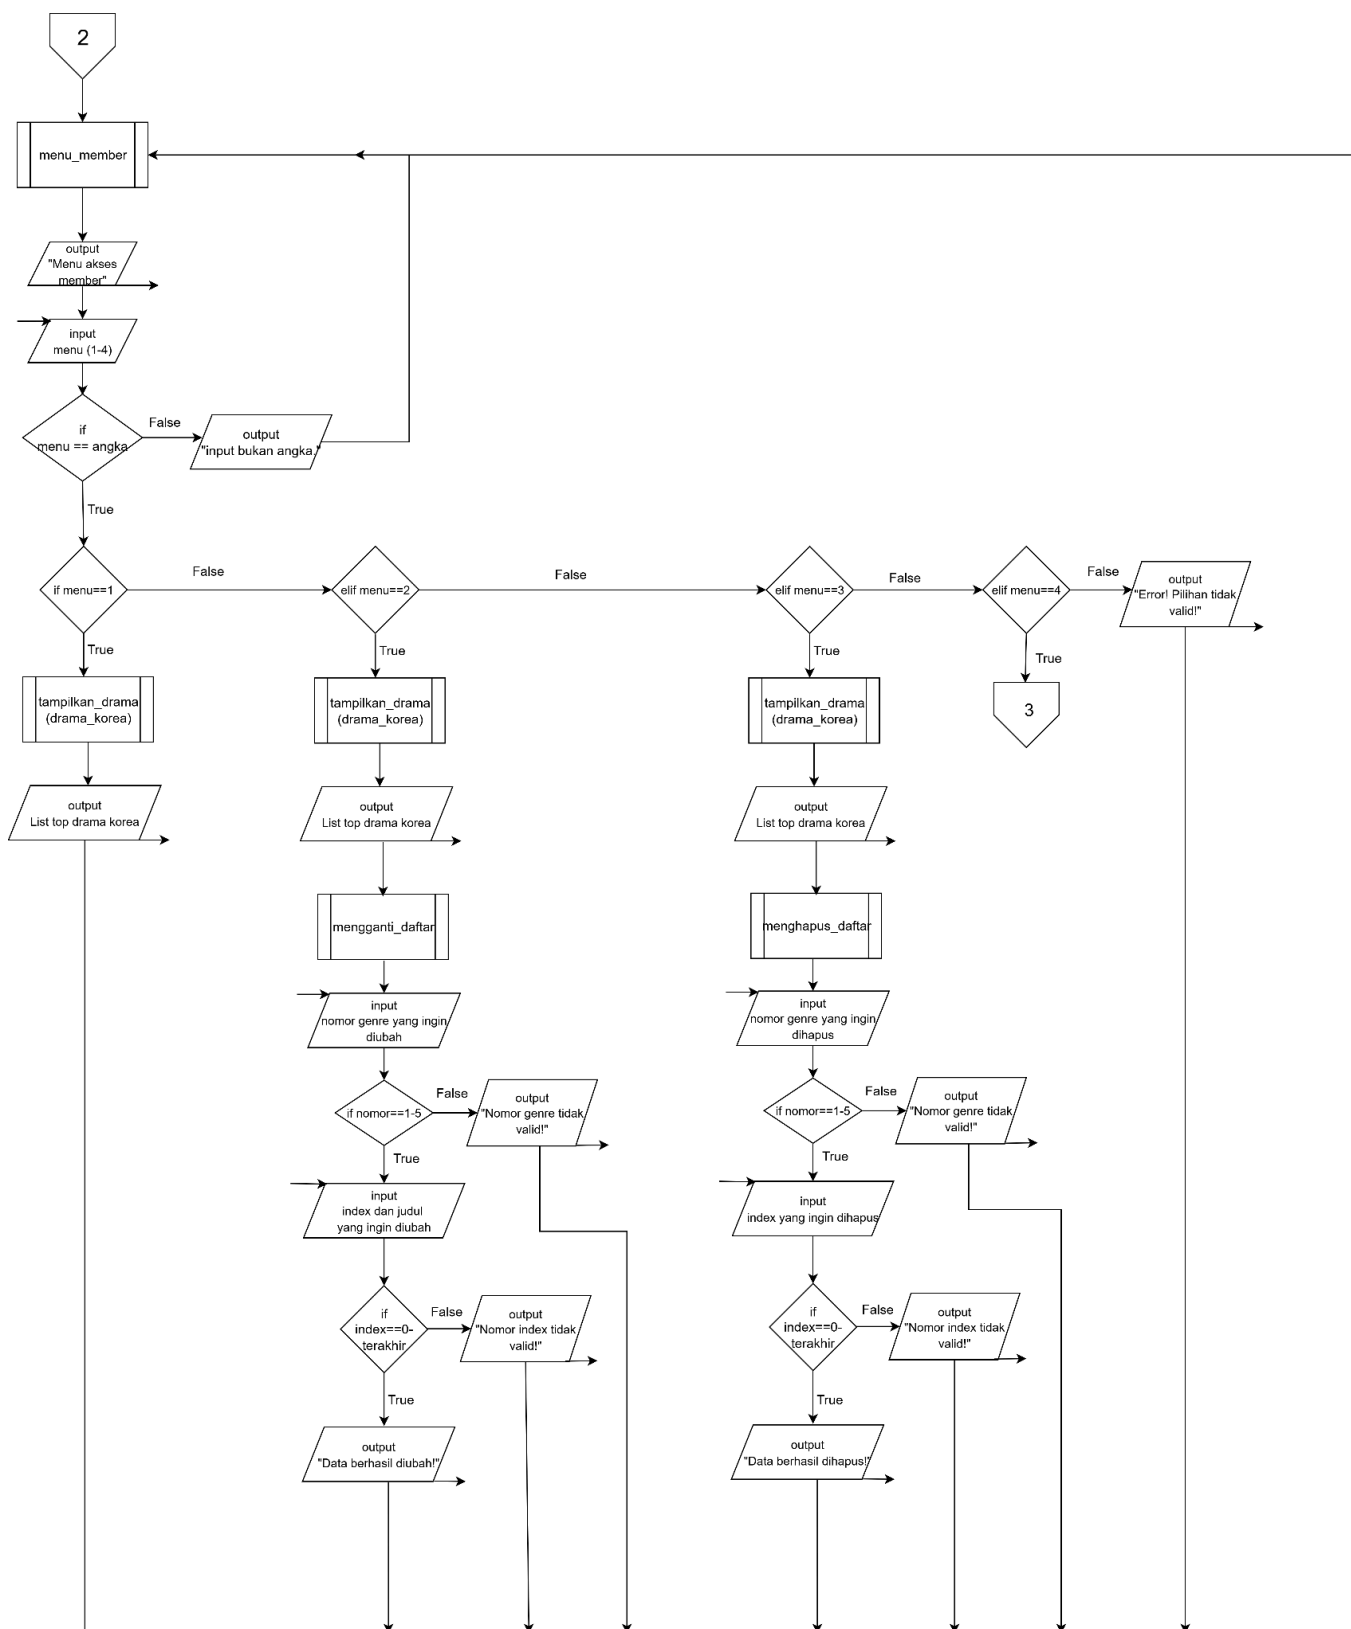 2
menu_member
output
"Menu akses
member"
input
menu (1-4)
if
menu == angka
False
output
"input bukan angka."
True
if menu==1
False
elif menu==2
False
elif menu==3
False
elif menu==4
False
output
"Error! Pilihan tidak
valid!"
True
True
True
True
tampilkan_drama
(drama_korea)
tampilkan_drama
(drama_korea)
tampilkan_drama
(drama_korea)
3
output
List top drama korea
output
List top drama korea
output
List top drama korea
mengganti_daftar
menghapus_daftar
input
nomor genre yang ingin
diubah
input
nomor genre yang ingin
dihapus
if nomor==1-5
False
output
"Nomor genre tidak
valid!"
if nomor==1-5
False
output
"Nomor genre tidak
valid!"
True
True
input
index dan judul
yang ingin diubah
input
index yang ingin dihapus
if
index==0-
terakhir
False
output
"Nomor index tidak
valid!"
if
index==0-
terakhir
False
output
"Nomor index tidak
valid!"
True
True
output
"Data berhasil diubah!"
output
"Data berhasil dihapus!"